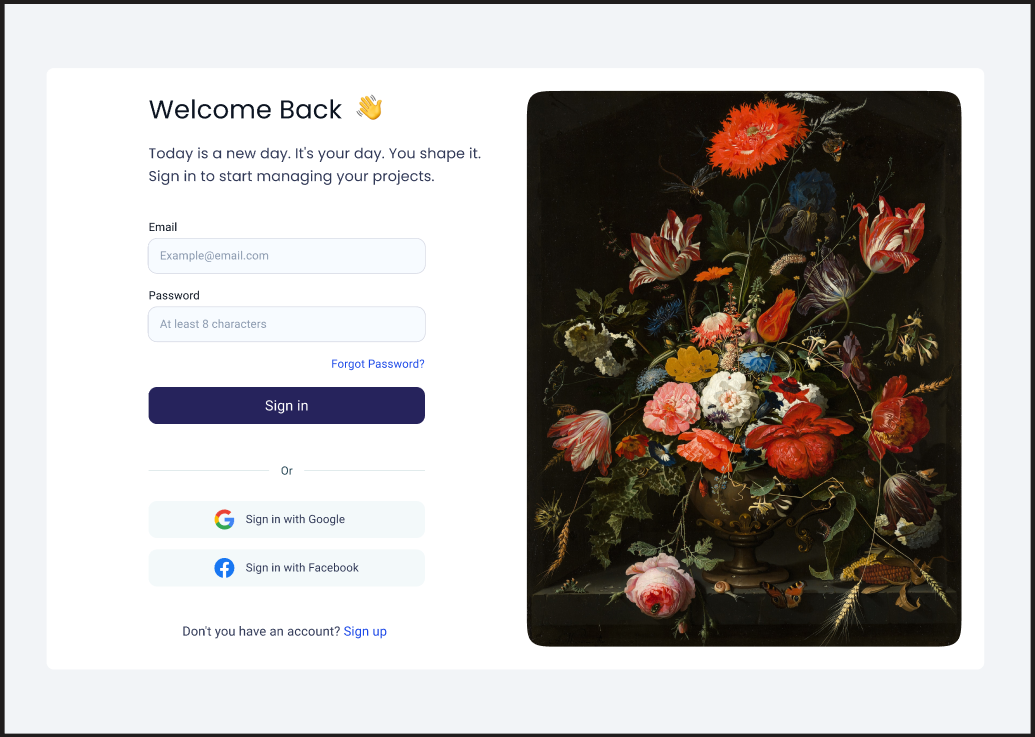 Welcome Back 👋
Today is a new day. It's your day. You shape it.
Sign in to start managing your projects.
Email
Example@email.com
Password
At least 8 characters
Forgot Password?
Sign in
Or
Sign in with Google
Sign in with Facebook
Don't you have an account? Sign up